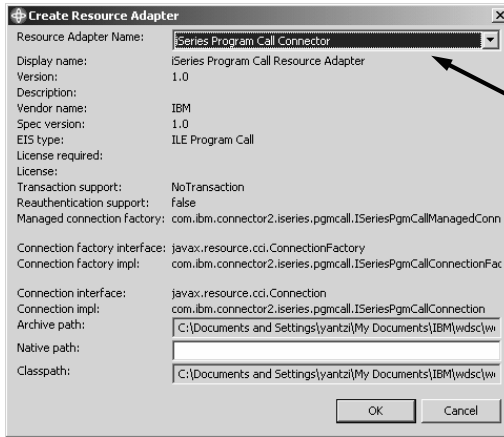 Create Resource Adapter
Resource Adapter Name: iSeries Program Call Connector
Display name: iSeries Program Call Resource Adapter
Version: 1.0
Description:
Vendor name: IBM
Spec version: 1.0
EIS type: ILE Program Call
License required:
License:
Transaction support: NoTransaction
Reauthentication support: false
Managed connection factory: com.ibm.connector2.iseries.pgmcall.ISeriesPgmCallManagedConn
Connection factory interface: javax.resource.cci.ConnectionFactory
Connection factory impl: com.ibm.connector2.iseries.pgmcall.ISeriesPgmCallConnectionFac
Connection interface: javax.resource.cci.Connection
Connection impl: com.ibm.connector2.iseries.pgmcall.ISeriesPgmCallConnection
Archive path: C:\Documents and Settings\yantzi\My Documents\IBM\wdsc\w
Native path:
Classpath: C:\Documents and Settings\yantzi\My Documents\IBM\wdsc\w
OK Cancel